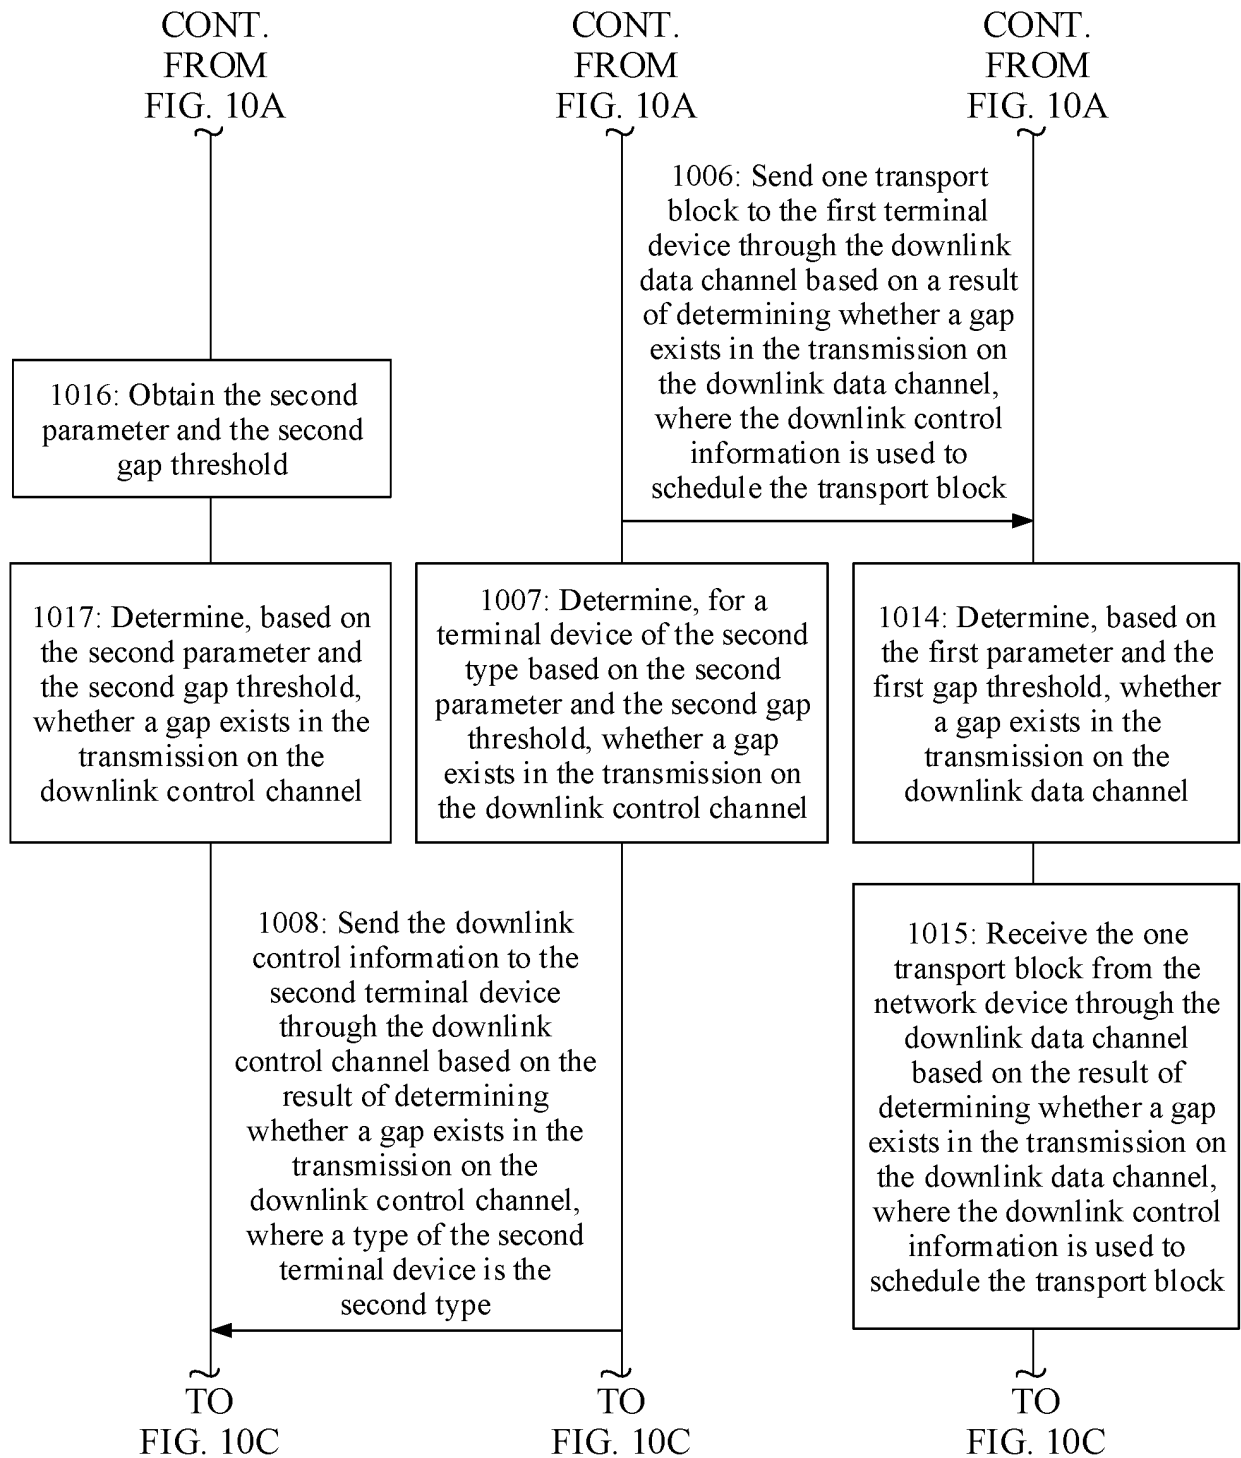 CONT.
FROM
FIG. 10A
CONT.
FROM
FIG. 10A
CONT.
FROM
FIG. 10A
1006: Send one transport
block to the first terminal
device through the downlink
data channel based on a result
of determining whether a gap
exists in the transmission on
the downlink data channel,
where the downlink control
information is used to
schedule the transport block
1016: Obtain the second
parameter and the second
gap threshold
1017: Determine, based on
the second parameter and
the second gap threshold,
whether a gap exists in the
transmission on the
downlink control channel
1007: Determine, for a
terminal device of the second
type based on the second
parameter and the second gap
threshold, whether a gap
exists in the transmission on
the downlink control channel
1014: Determine, based on
the first parameter and the
first gap threshold, whether
a gap exists in the
transmission on the
downlink data channel
1008: Send the downlink
control information to the
second terminal device
through the downlink
control channel based on the
result of determining
whether a gap exists in the
transmission on the
downlink control channel,
where a type of the second
terminal device is the
second type
1015: Receive the one
transport block from the
network device through the
downlink data channel
based on the result of
determining whether a gap
exists in the transmission on
the downlink data channel,
where the downlink control
information is used to
schedule the transport block
TO
FIG. 10C
TO
FIG. 10C
TO
FIG. 10C